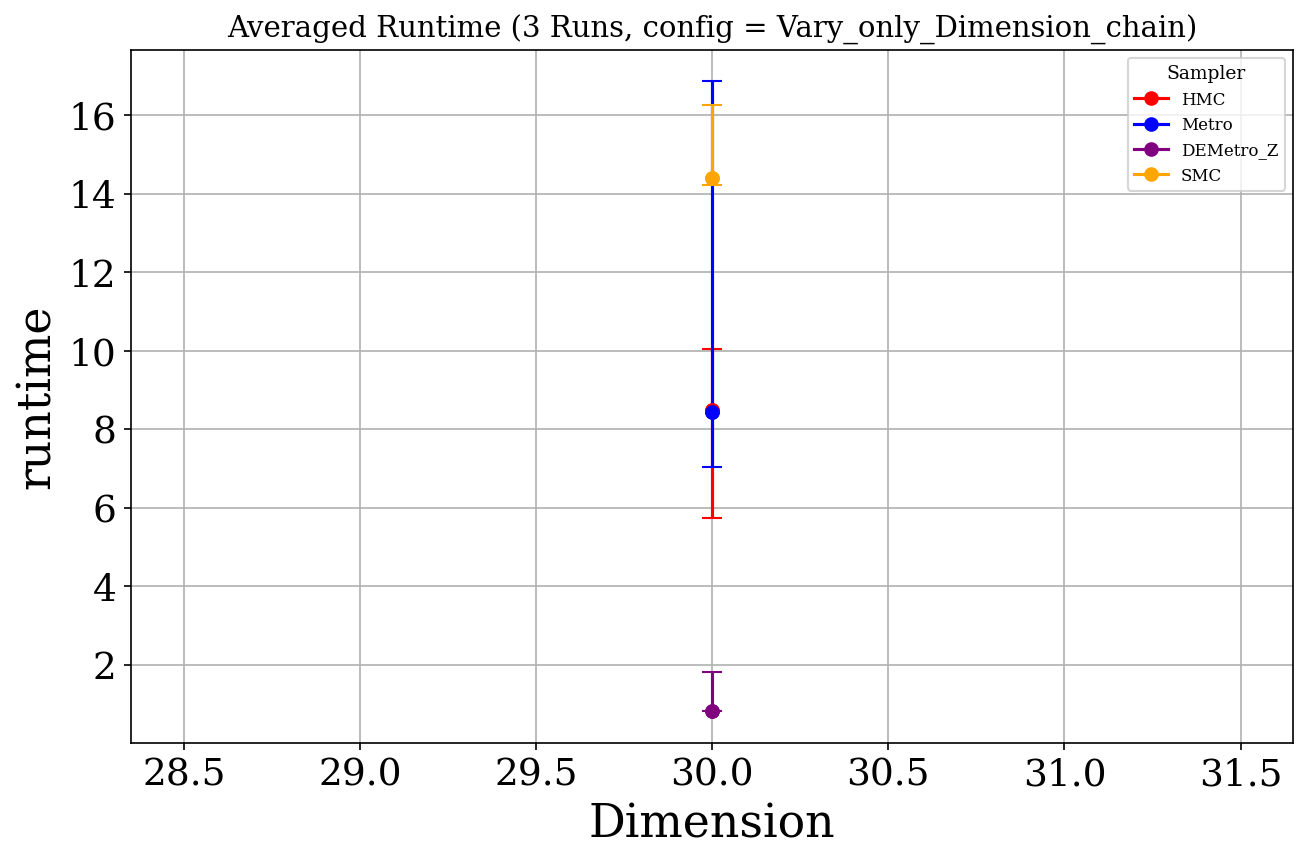 Averaged Runtime (3 Runs, config = Vary_only_Dimension_chain)
Sampler
HMC
Metro
DEMetro_Z
SMC
runtime
16
14
12
10
8
6
4
2
28.5 29.0 29.5 30.0 30.5 31.0 31.5
Dimension